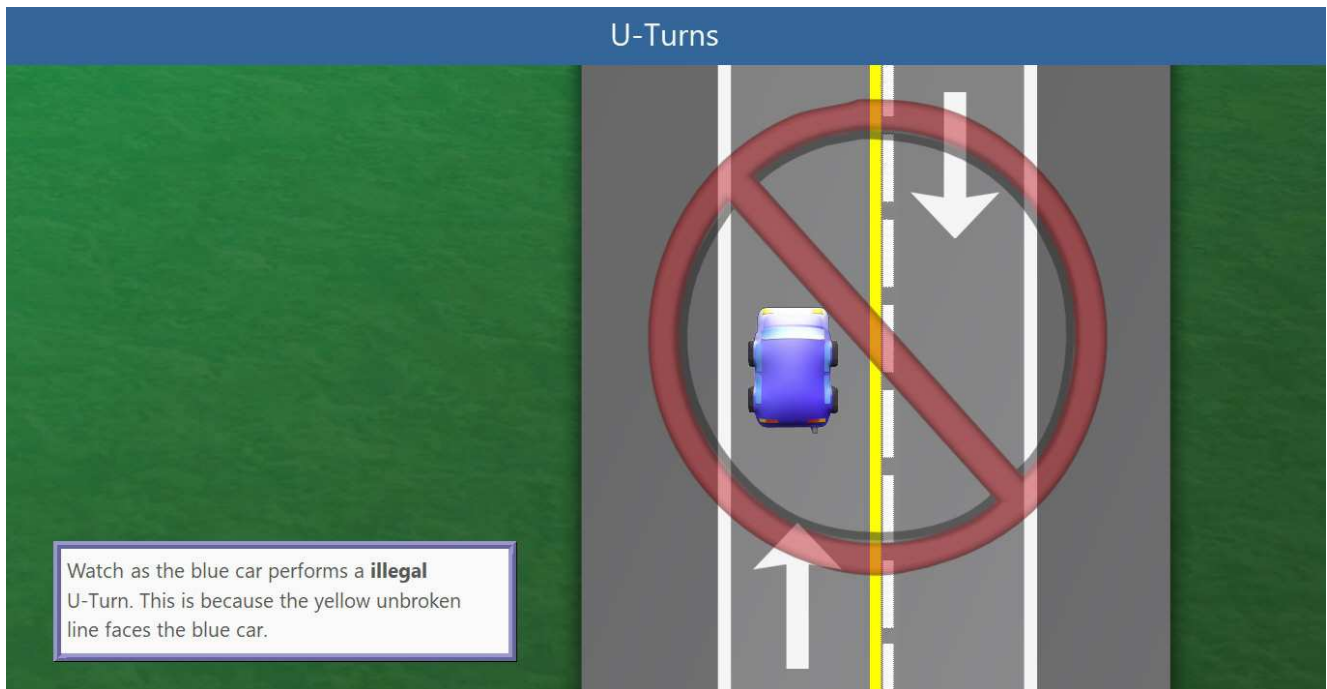 U-Turns
Watch as the blue car performs a illegal
U-Turn. This is because the yellow unbroken
line faces the blue car.